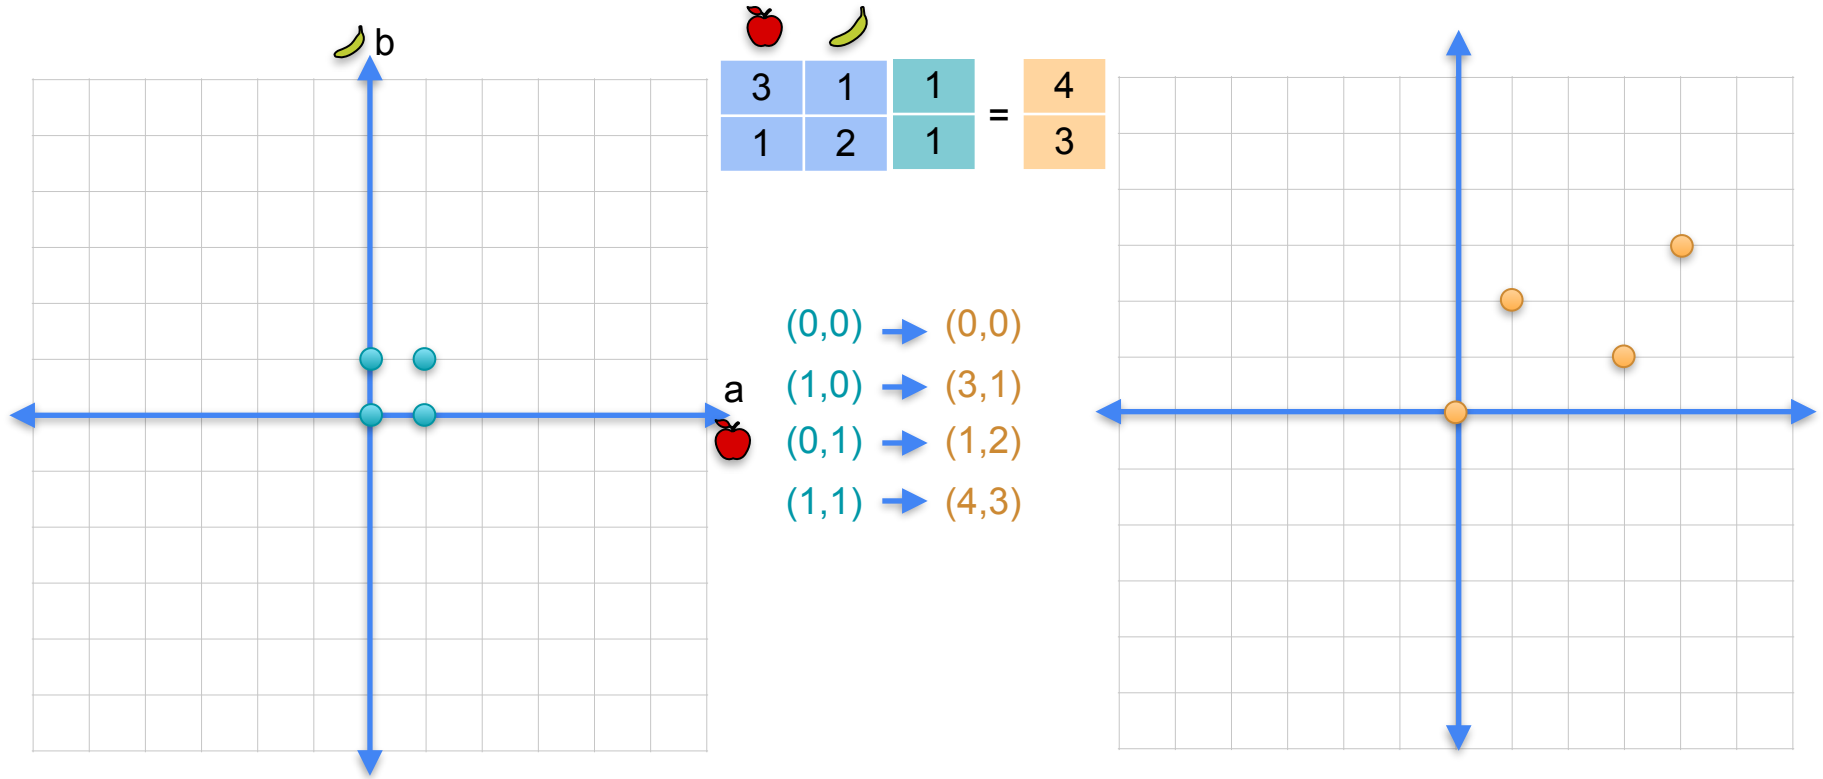 b
3 1 1 = 4
1 2 1 3
a
(0,0) (0,0)
(1,0) (3,1)
(0,1) (1,2)
(1,1) (4,3)